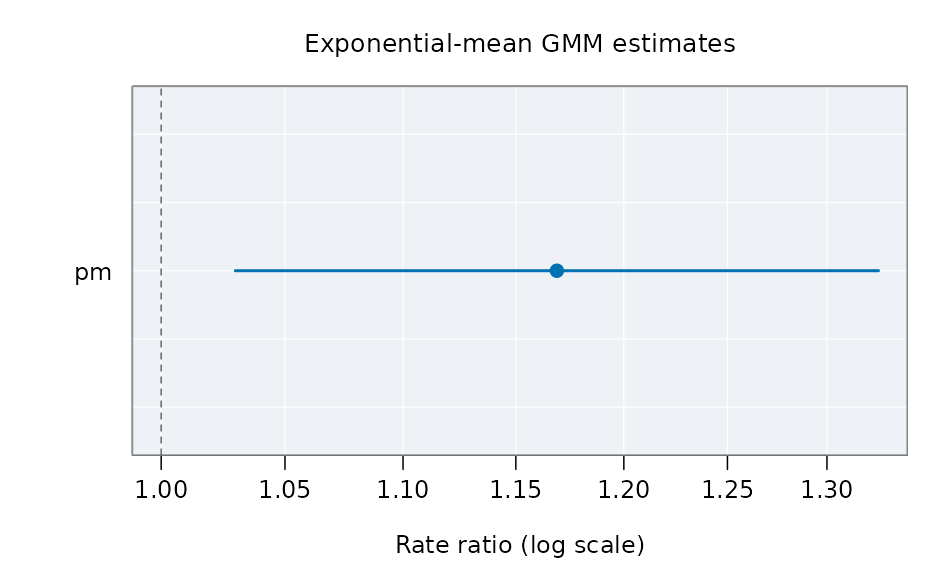 Exponential-mean GMM estimates
pm
1.00 1.05 1.10 1.15 1.20 1.25 1.30
Rate ratio (log scale)